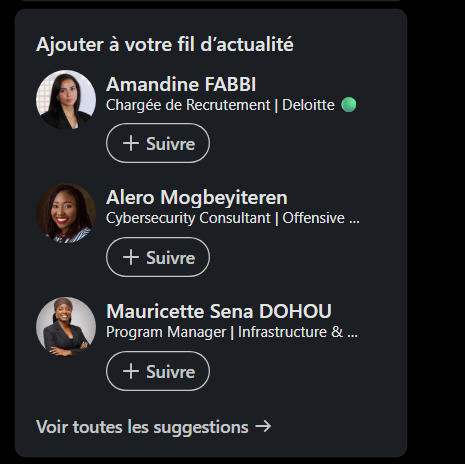 Ajouter à votre fil d’actualité
Amandine FABBI
Chargée de Recrutement | Deloitte
+ Suivre
Alero Mogbeyiteren
Cybersecurity Consultant | Offensive ...
+ Suivre
Mauricette Sena DOHOU
Program Manager | Infrastructure & ...
+ Suivre
Voir toutes les suggestions →